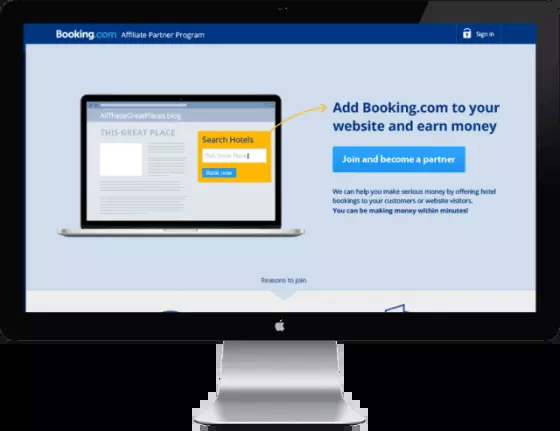 Booking.com Affiliate Partner Program
Sign in
AllTheseGreatPlaces.blog
THIS GREAT PLACE
Search Hotels
This Great Place
Book now
Add Booking.com to your
website and earn money
Join and become a partner
We can help you make serious money by offering hotel
bookings to your customers or website visitors.
You can be making money within minutes!
Reasons to join